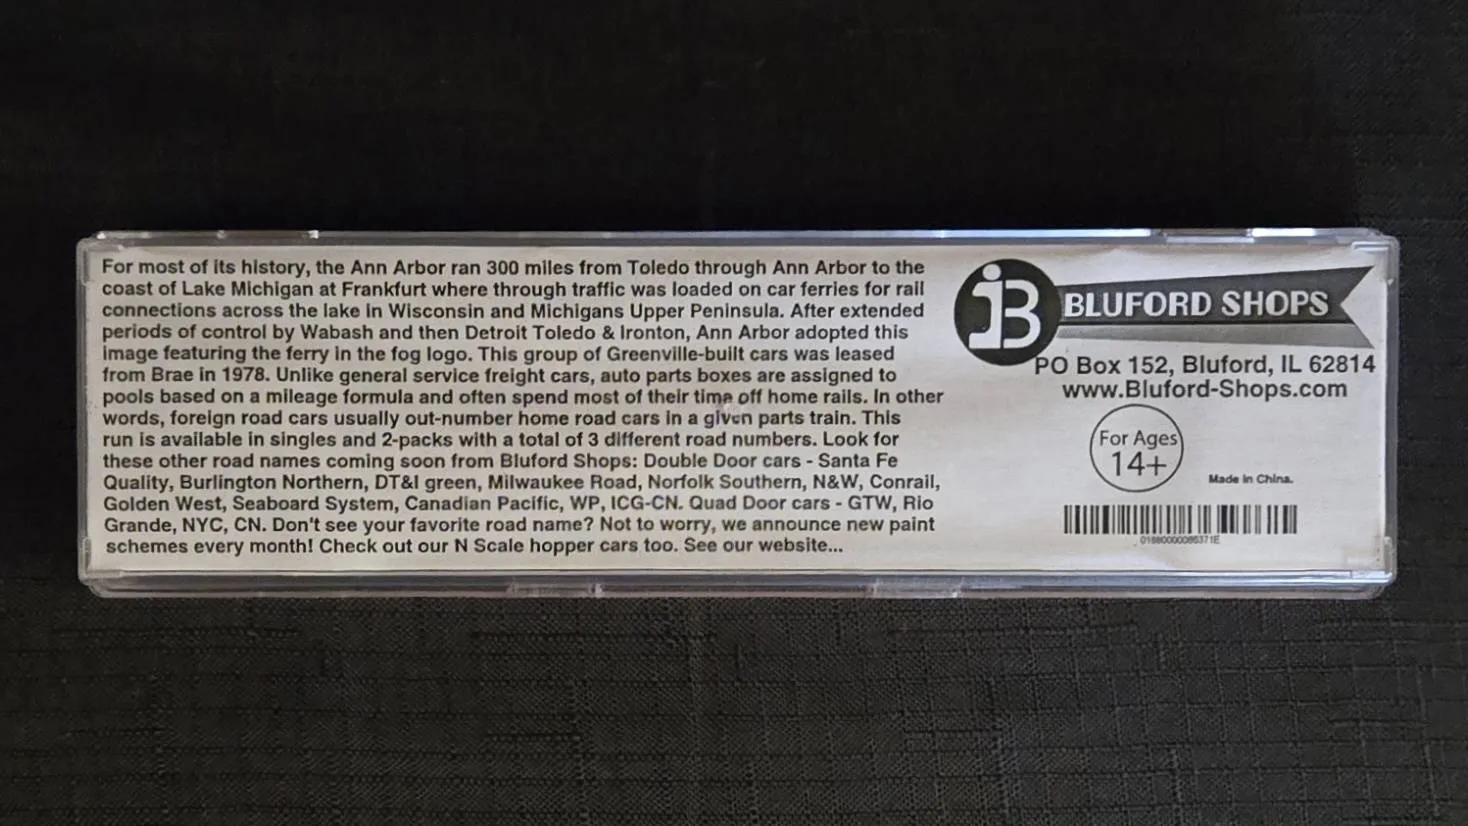 For most of its history, the Ann Arbor ran 300 miles from Toledo through Ann Arbor to the
coast of Lake Michigan at Frankfurt where through traffic was loaded on car ferries for rail
connections across the lake in Wisconsin and Michigans Upper Peninsula. After extended
periods of control by Wabash and then Detroit Toledo & Ironton, Ann Arbor adopted this
image featuring the ferry in the fog logo. This group of Greenville-built cars was leased
from Brae in 1978. Unlike general service freight cars, auto parts boxes are assigned to
pools based on a mileage formula and often spend most of their time off home rails. In other
words, foreign road cars usually out-number home road cars in a given parts train. This
run is available in singles and 2-packs with a total of 3 different road numbers. Look for
these other road names coming soon from Bluford Shops: Double Door cars - Santa Fe
Quality, Burlington Northern, DT&I green, Milwaukee Road, Norfolk Southern, N&W, Conrail,
Golden West, Seaboard System, Canadian Pacific, WP, ICG-CN. Quad Door cars - GTW, Rio
Grande, NYC, CN. Don't see your favorite road name? Not to worry, we announce new paint
schemes every month! Check out our N Scale hopper cars too. See our website...
BLUFORD SHOPS
PO Box 152, Bluford, IL 62814
www.Bluford-Shops.com
For Ages
14+
Made in China.